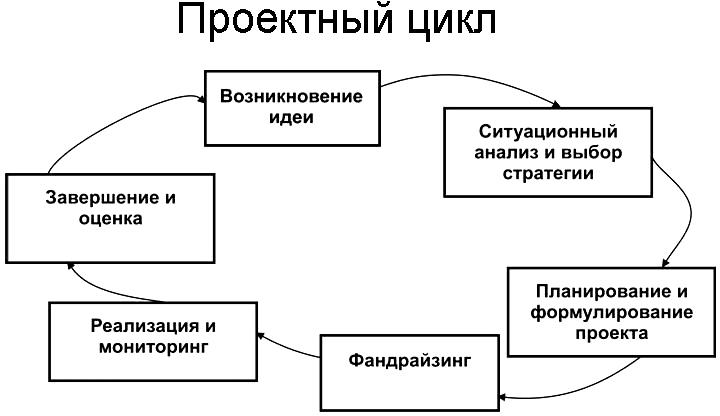 Проектный цикл
Возникновение
идеи
Ситуационный
анализ и выбор
стратегии
Планирование и
формулирование
проекта
Фандрайзинг
Реализация и
мониторинг
Завершение и
оценка